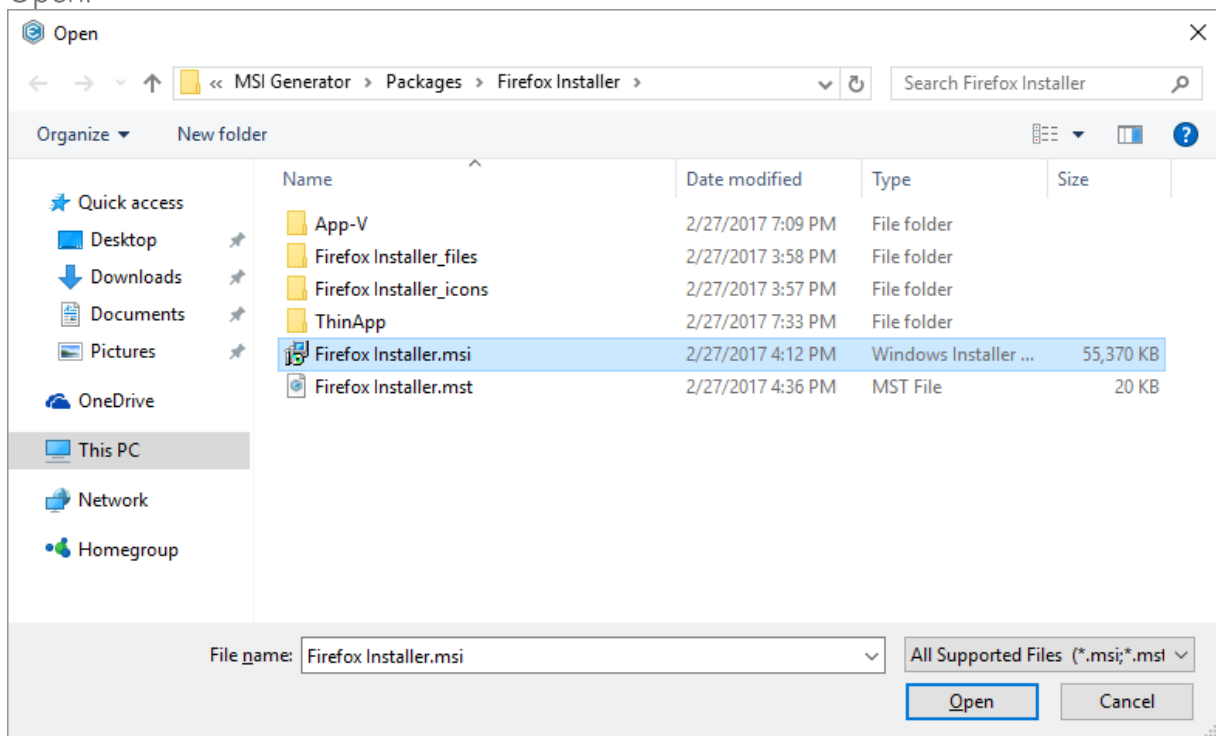 Open.
Open
« MSI Generator > Packages > Firefox Installer >
Search Firefox Installer
Organize
New folder
Name Date modified Type Size
Quick access
Desktop
Downloads
Documents
Pictures
OneDrive
This PC
Network
Homegroup
App-V 2/27/2017 7:09 PM File folder
Firefox Installer_files 2/27/2017 3:58 PM File folder
Firefox Installer_icons 2/27/2017 3:57 PM File folder
ThinApp 2/27/2017 7:33 PM File folder
Firefox Installer.msi 2/27/2017 4:12 PM Windows Installer ... 55,370 KB
Firefox Installer.mst 2/27/2017 4:36 PM MST File 20 KB
File name: Firefox Installer.msi
All Supported Files (*.msi;*.mst
Open
Cancel